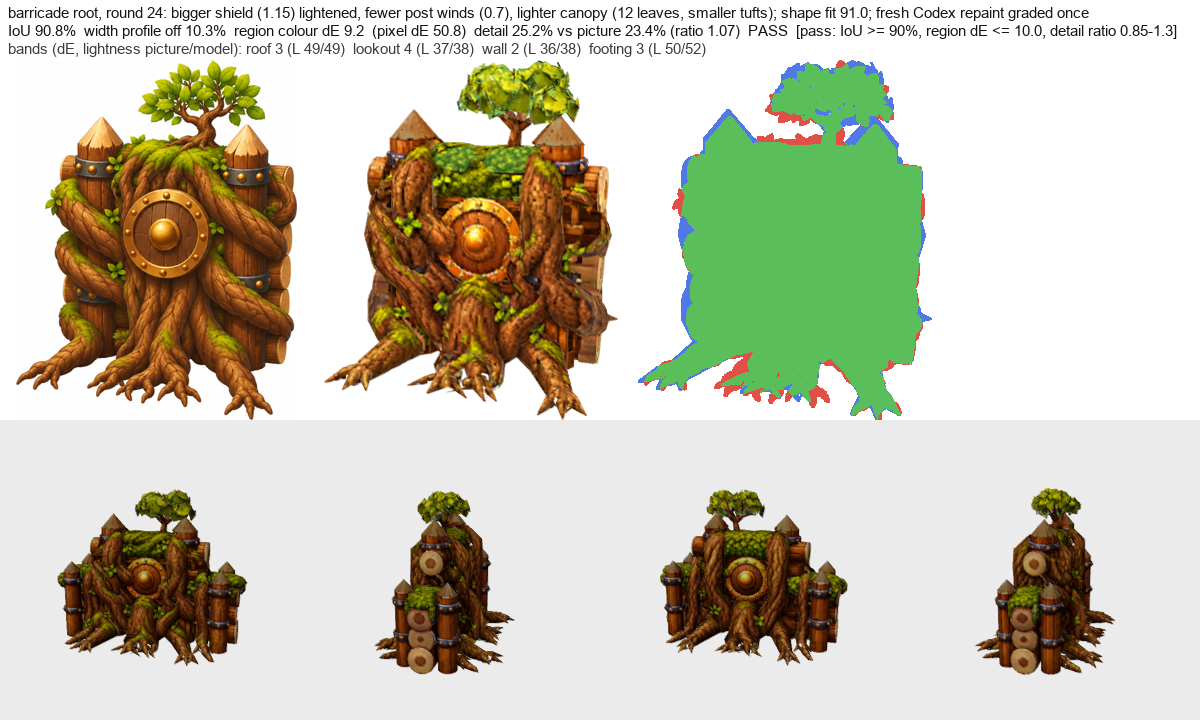 barricade root, round 24: bigger shield (1.15) lightened, fewer post winds (0.7), lighter canopy (12 leaves, smaller tufts); shape fit 91.0; fresh Codex repaint graded once
IoU 90.8%  width profile off 10.3%  region colour dE 9.2  (pixel dE 50.8)  detail 25.2% vs picture 23.4% (ratio 1.07)  PASS  [pass: IoU >= 90%, region dE <= 10.0, detail ratio 0.85-1.3]
bands (dE, lightness picture/model): roof 3 (L 49/49)  lookout 4 (L 37/38)  wall 2 (L 36/38)  footing 3 (L 50/52)